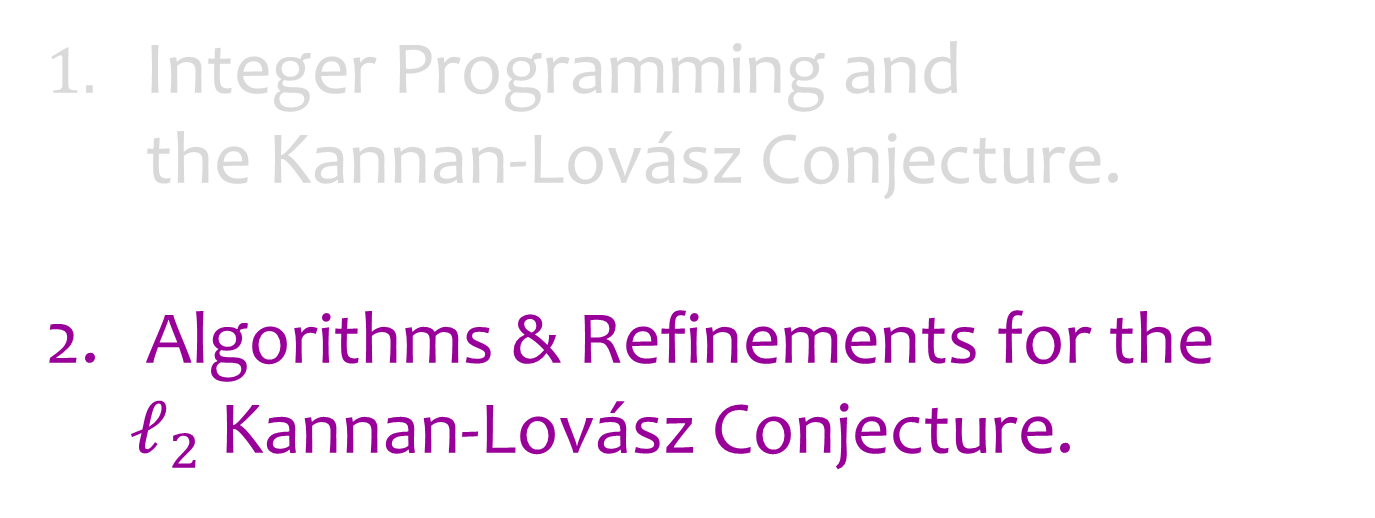 1. Integer Programming and
the Kannan-Lovász Conjecture.
2. Algorithms & Refinements for the
ℓ₂ Kannan-Lovász Conjecture.